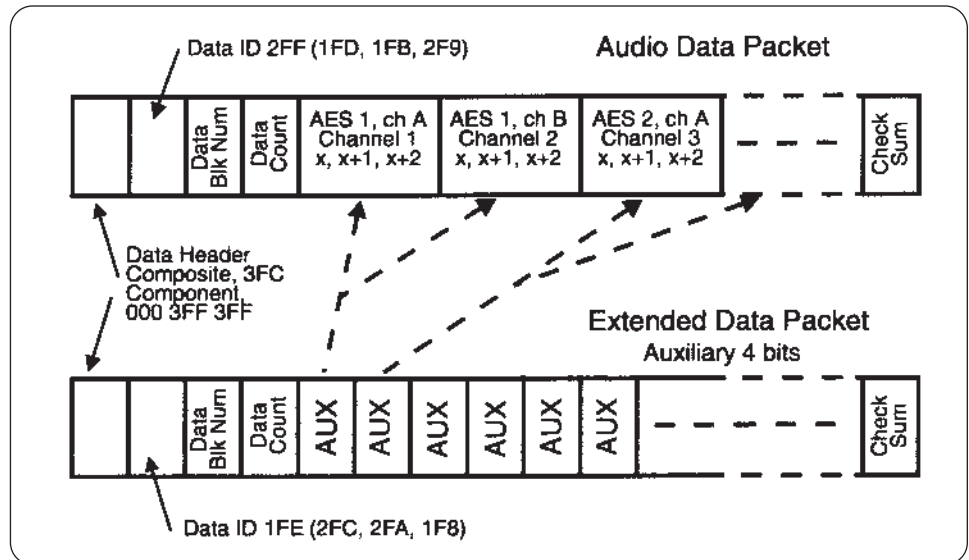 Data ID 2FF (1FD, 1FB, 2F9)
Audio Data Packet
Data
Blk Num
Data
Count
AES 1, ch A
Channel 1
x, x+1, x+2
AES 1, ch B
Channel 2
x, x+1, x+2
AES 2, ch A
Channel 3
x, x+1, x+2
Check
Sum
Data Header
Composite, 3FC
Component,
000 3FF 3FF
Extended Data Packet
Auxiliary 4 bits
Data
Blk Num
Data
Count
AUX
AUX
AUX
AUX
AUX
AUX
Check
Sum
Data ID 1FE (2FC, 2FA, 1F8)